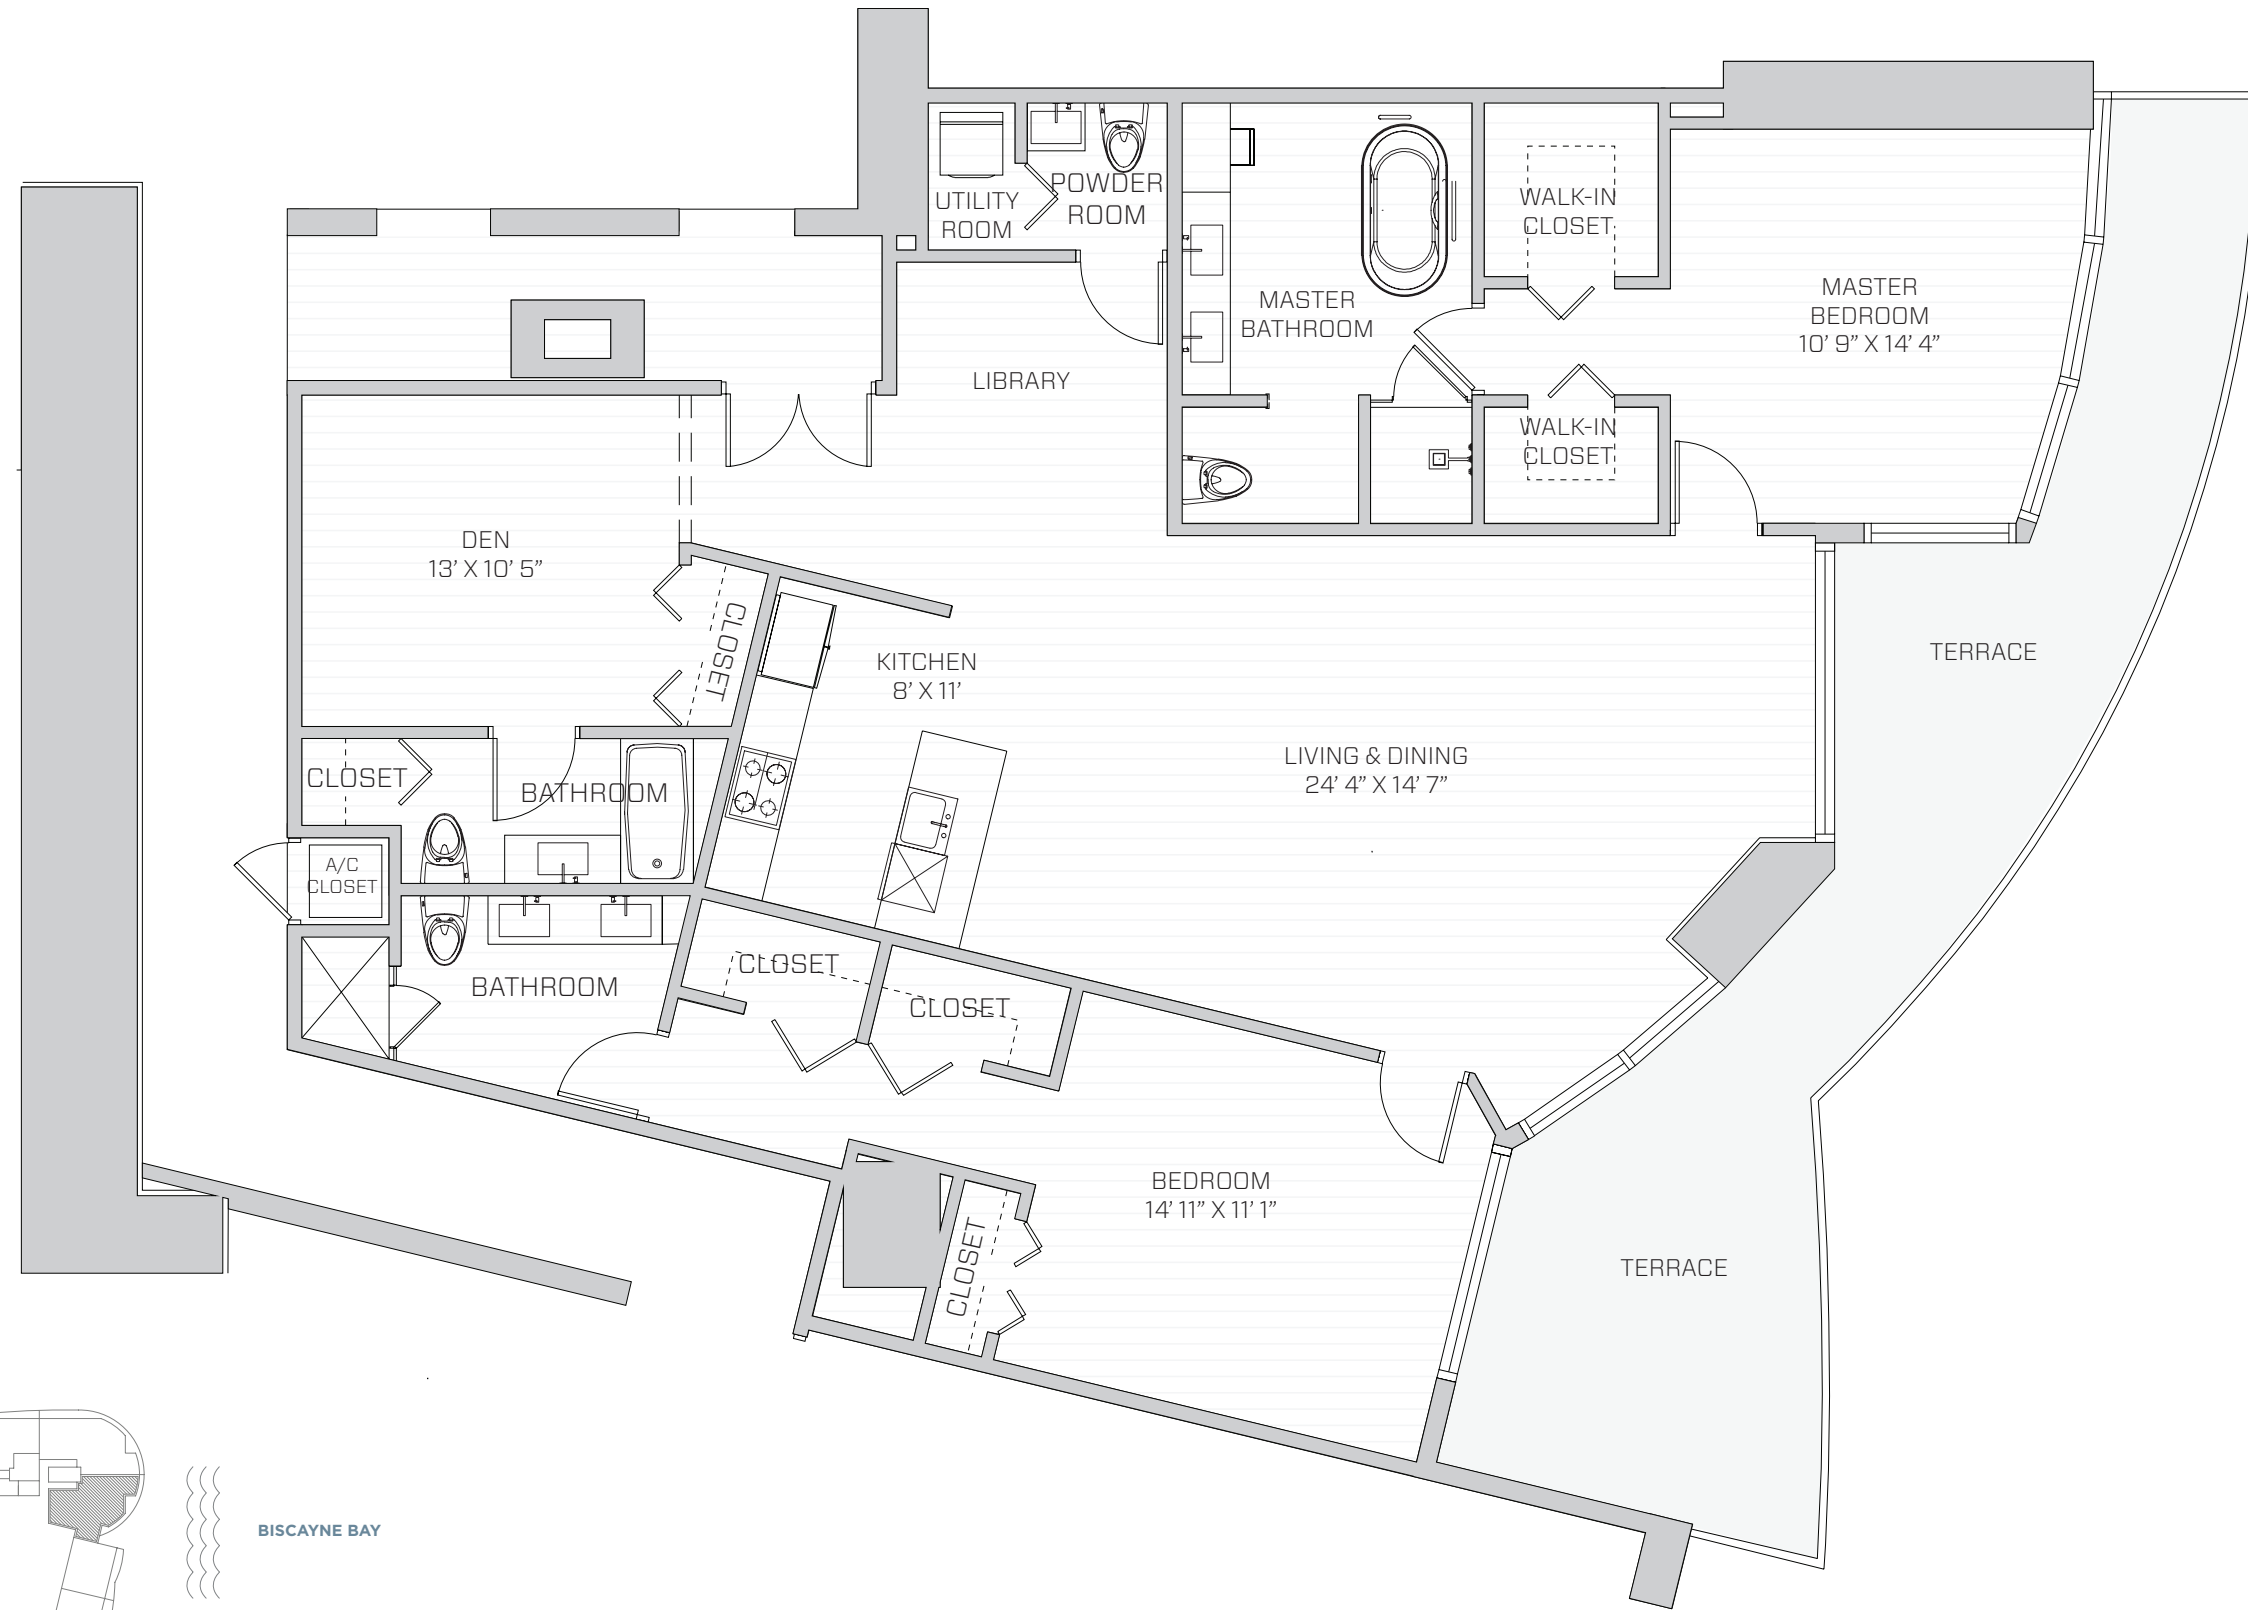 UTILITY
ROOM
POWDER
ROOM
WALK-IN
CLOSET
MASTER
BATHROOM
MASTER
BEDROOM
10’ 9” X 14’ 4”
LIBRARY
WALK-IN
CLOSET
DEN
13’ X 10’ 5”
CLOSET
KITCHEN
8’ X 11’
TERRACE
LIVING & DINING
24’ 4” X 14’ 7”
CLOSET
BATHROOM
A/C
CLOSET
BATHROOM
CLOSET
CLOSET
BEDROOM
14’ 11” X 11’ 1”
CLOSET
TERRACE
BISCAYNE BAY